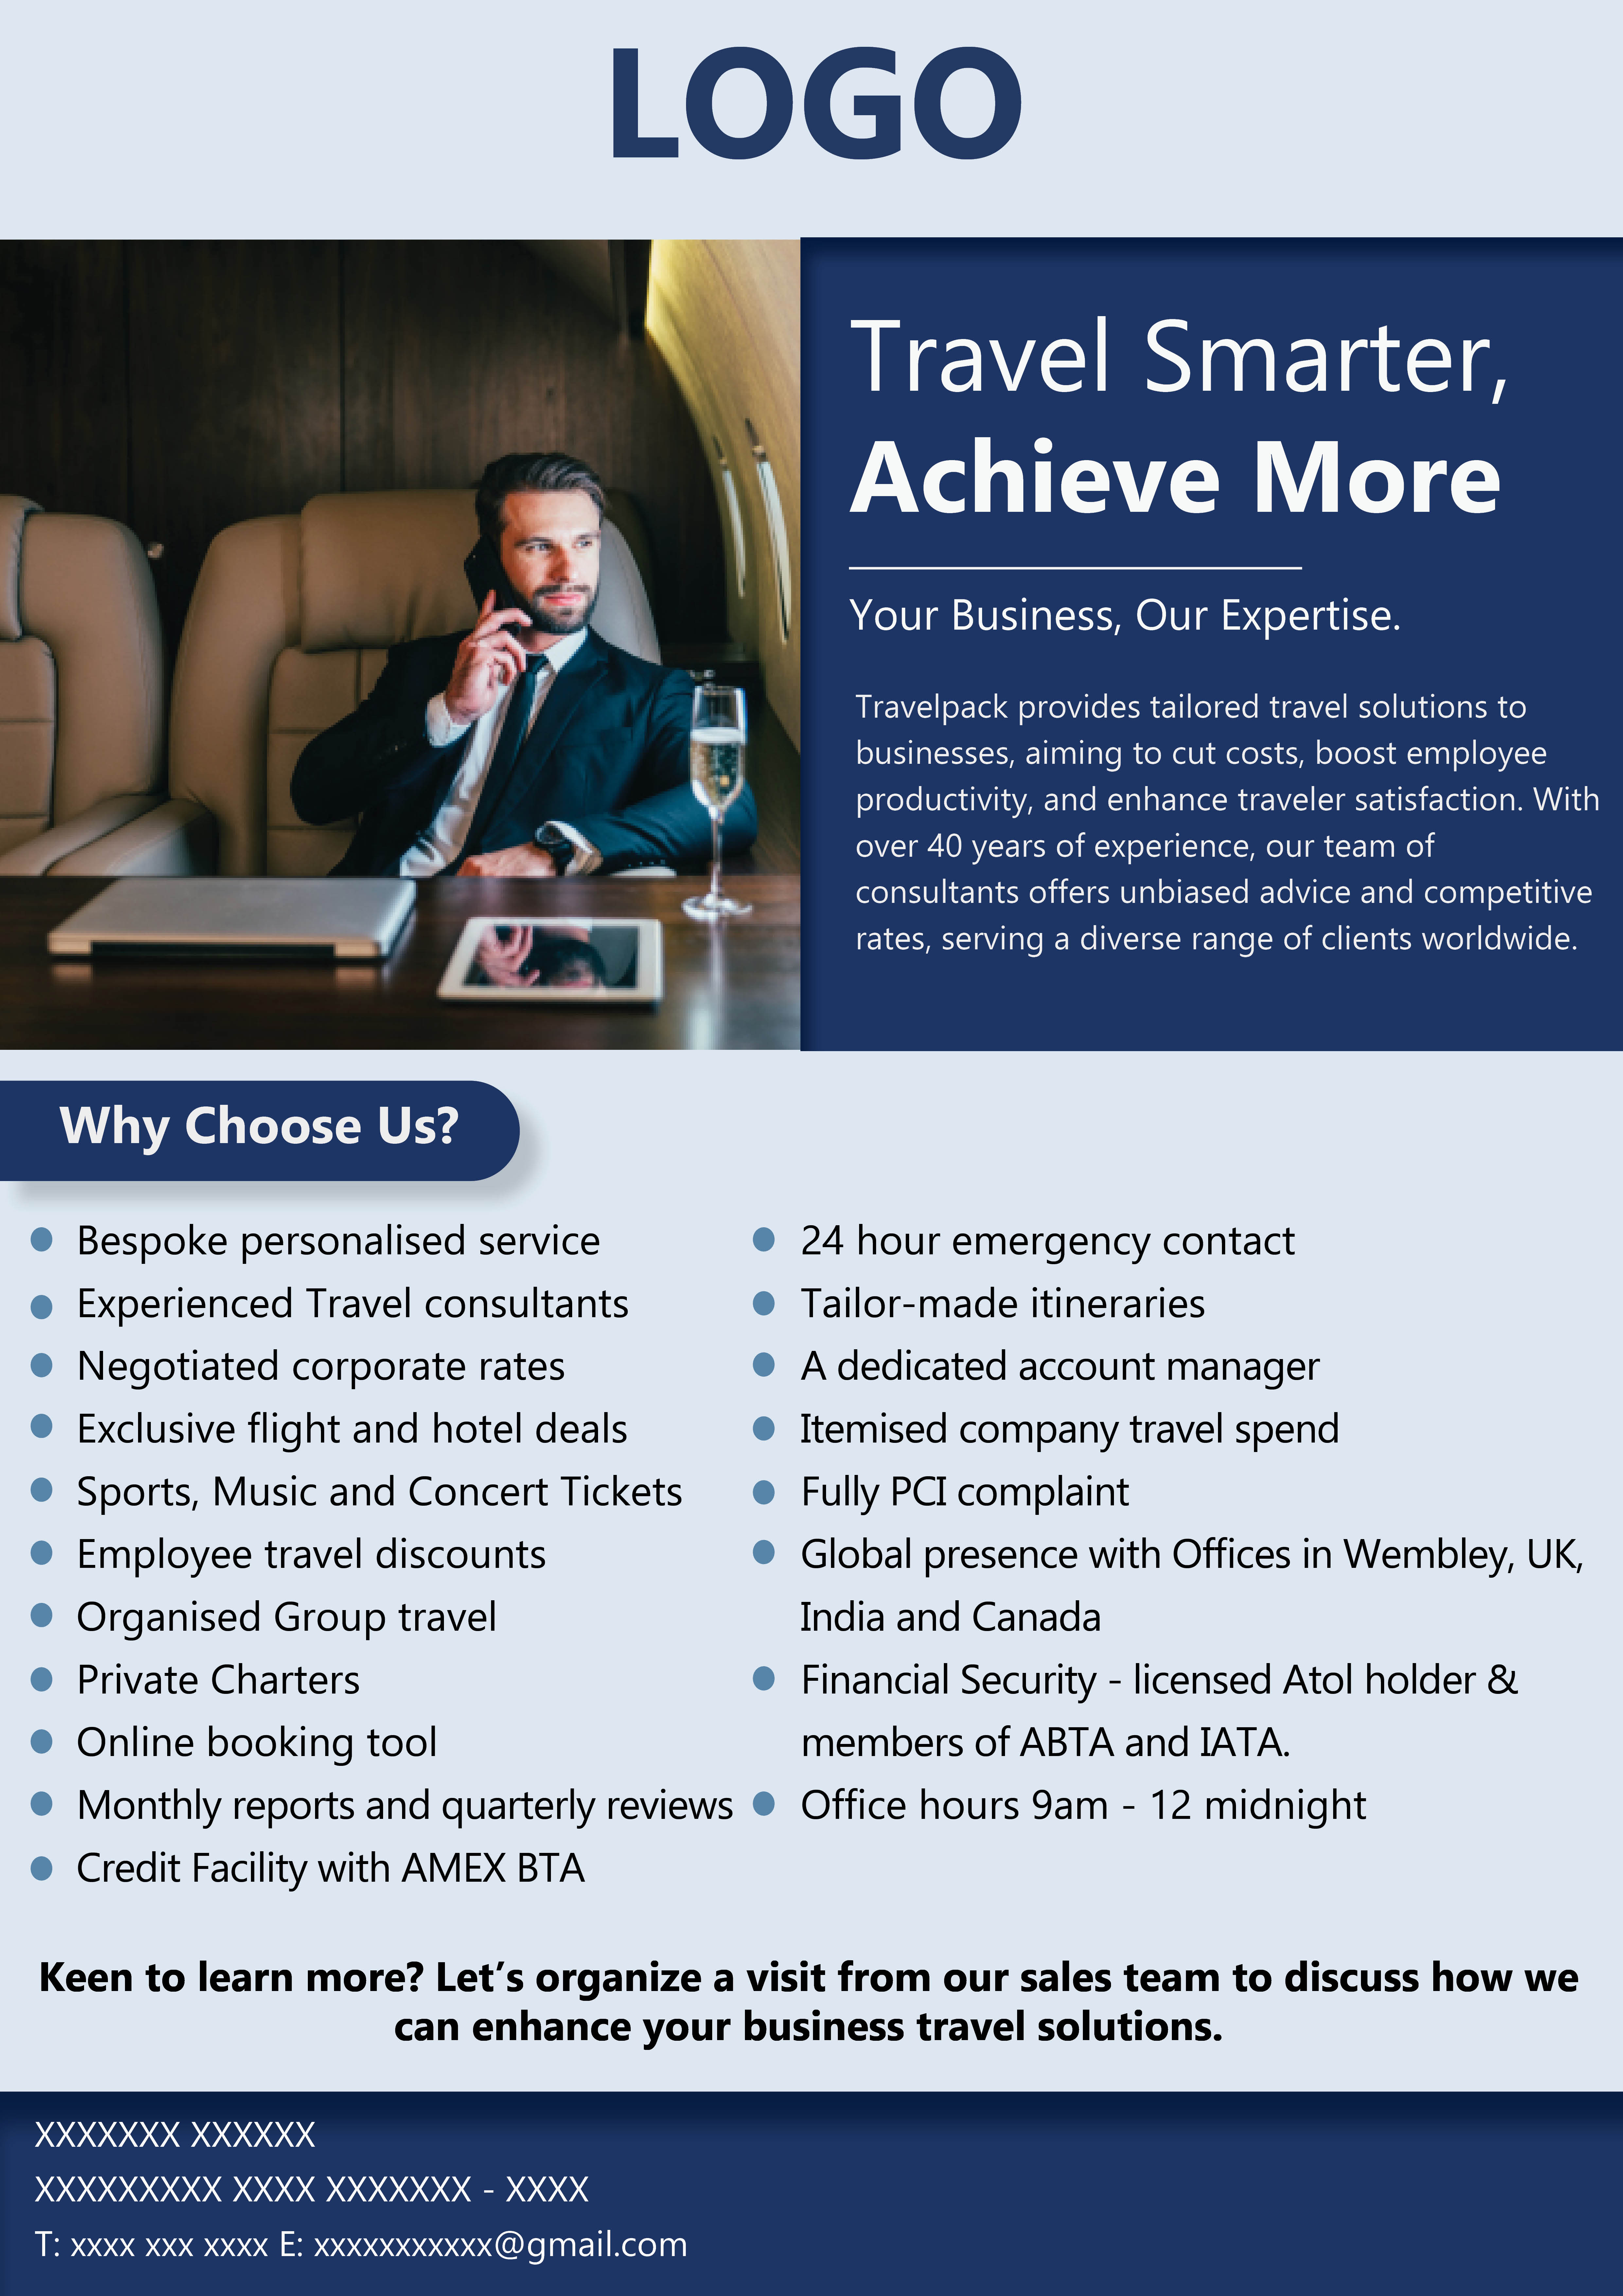 LOGO
Travel Smarter,
Achieve More
Your Business, Our Expertise.
Travelpack provides tailored travel solutions to
businesses, aiming to cut costs, boost employee
productivity, and enhance traveler satisfaction. With
over 40 years of experience, our team of
consultants offers unbiased advice and competitive
rates, serving a diverse range of clients worldwide.
Why Choose Us?
Bespoke personalised service
Experienced Travel consultants
Negotiated corporate rates
Exclusive flight and hotel deals
Sports, Music and Concert Tickets
Employee travel discounts
Organised Group travel
Private Charters
Online booking tool
Monthly reports and quarterly reviews
Credit Facility with AMEX BTA
24 hour emergency contact
Tailor-made itineraries
A dedicated account manager
Itemised company travel spend
Fully PCI complaint
Global presence with Offices in Wembley, UK,
India and Canada
Financial Security - licensed Atol holder &
members of ABTA and IATA.
Office hours 9am - 12 midnight
Keen to learn more? Let’s organize a visit from our sales team to discuss how we
can enhance your business travel solutions.
XXXXXXX XXXXXX
XXXXXXXXX XXXX XXXXXXX - XXXX
T: xxxx xxx xxxx E: xxxxxxxxxxx@gmail.com